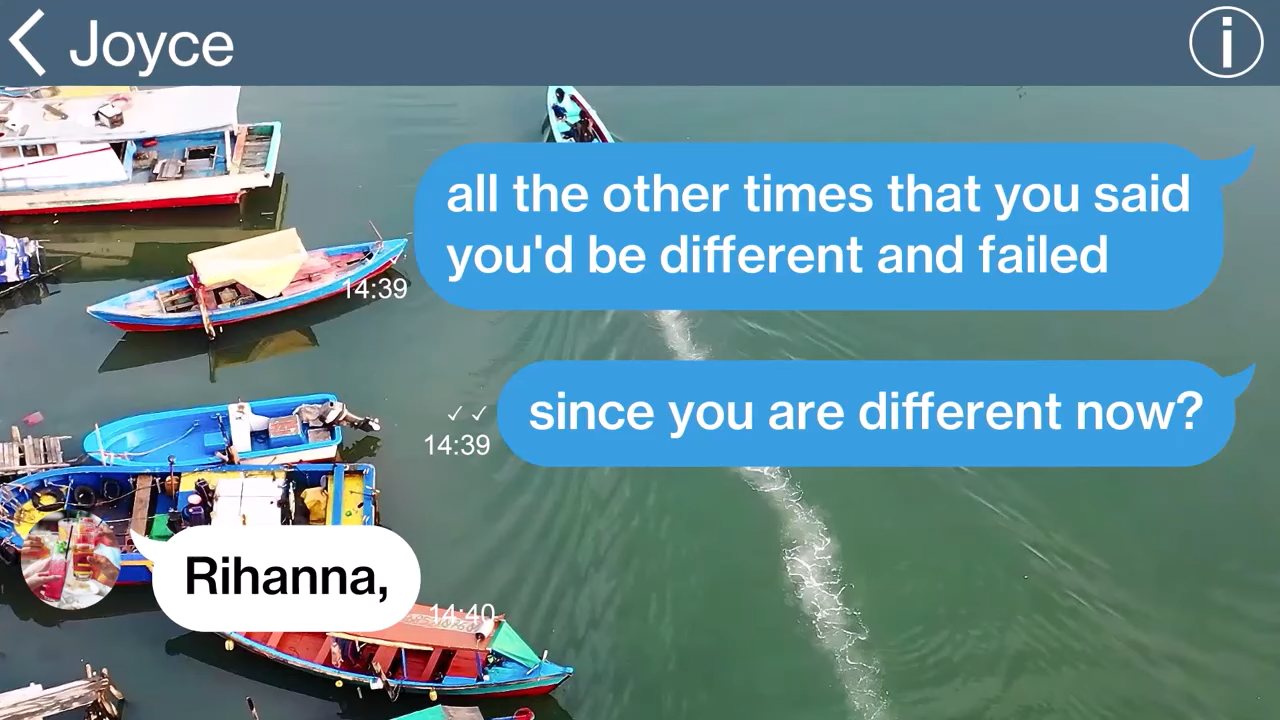 Joyce
all the other times that you said
you'd be different and failed
14:39
since you are different now?
✓✓
14:39
Rihanna,
14:40